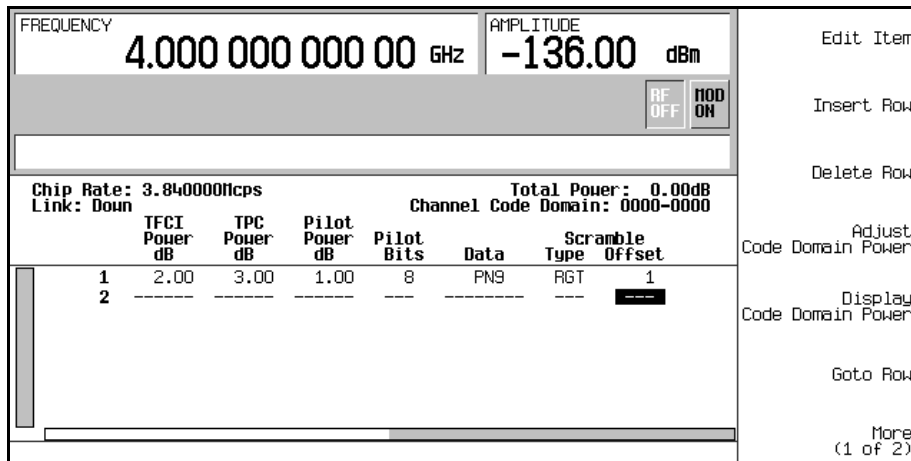 FREQUENCY
4.000 000 000 00 GHz
AMPLITUDE
-136.00 dBm
RF OFF
MOD ON
Edit Item
Insert Row
Delete Row
Adjust
Code Domain Power
Display
Code Domain Power
Goto Row
More
(1 of 2)
Chip Rate: 3.840000Mcps
Total Power: 0.00dB
Link: Down
Channel Code Domain: 0000-0000
TFCI Power dB
TPC Power dB
Pilot Power dB
Pilot Bits
Data
Scramble
Type Offset
1 2.00 3.00 1.00 8 PN9 RGT 1
2 ------ ------ ------ --- -------- --- ---